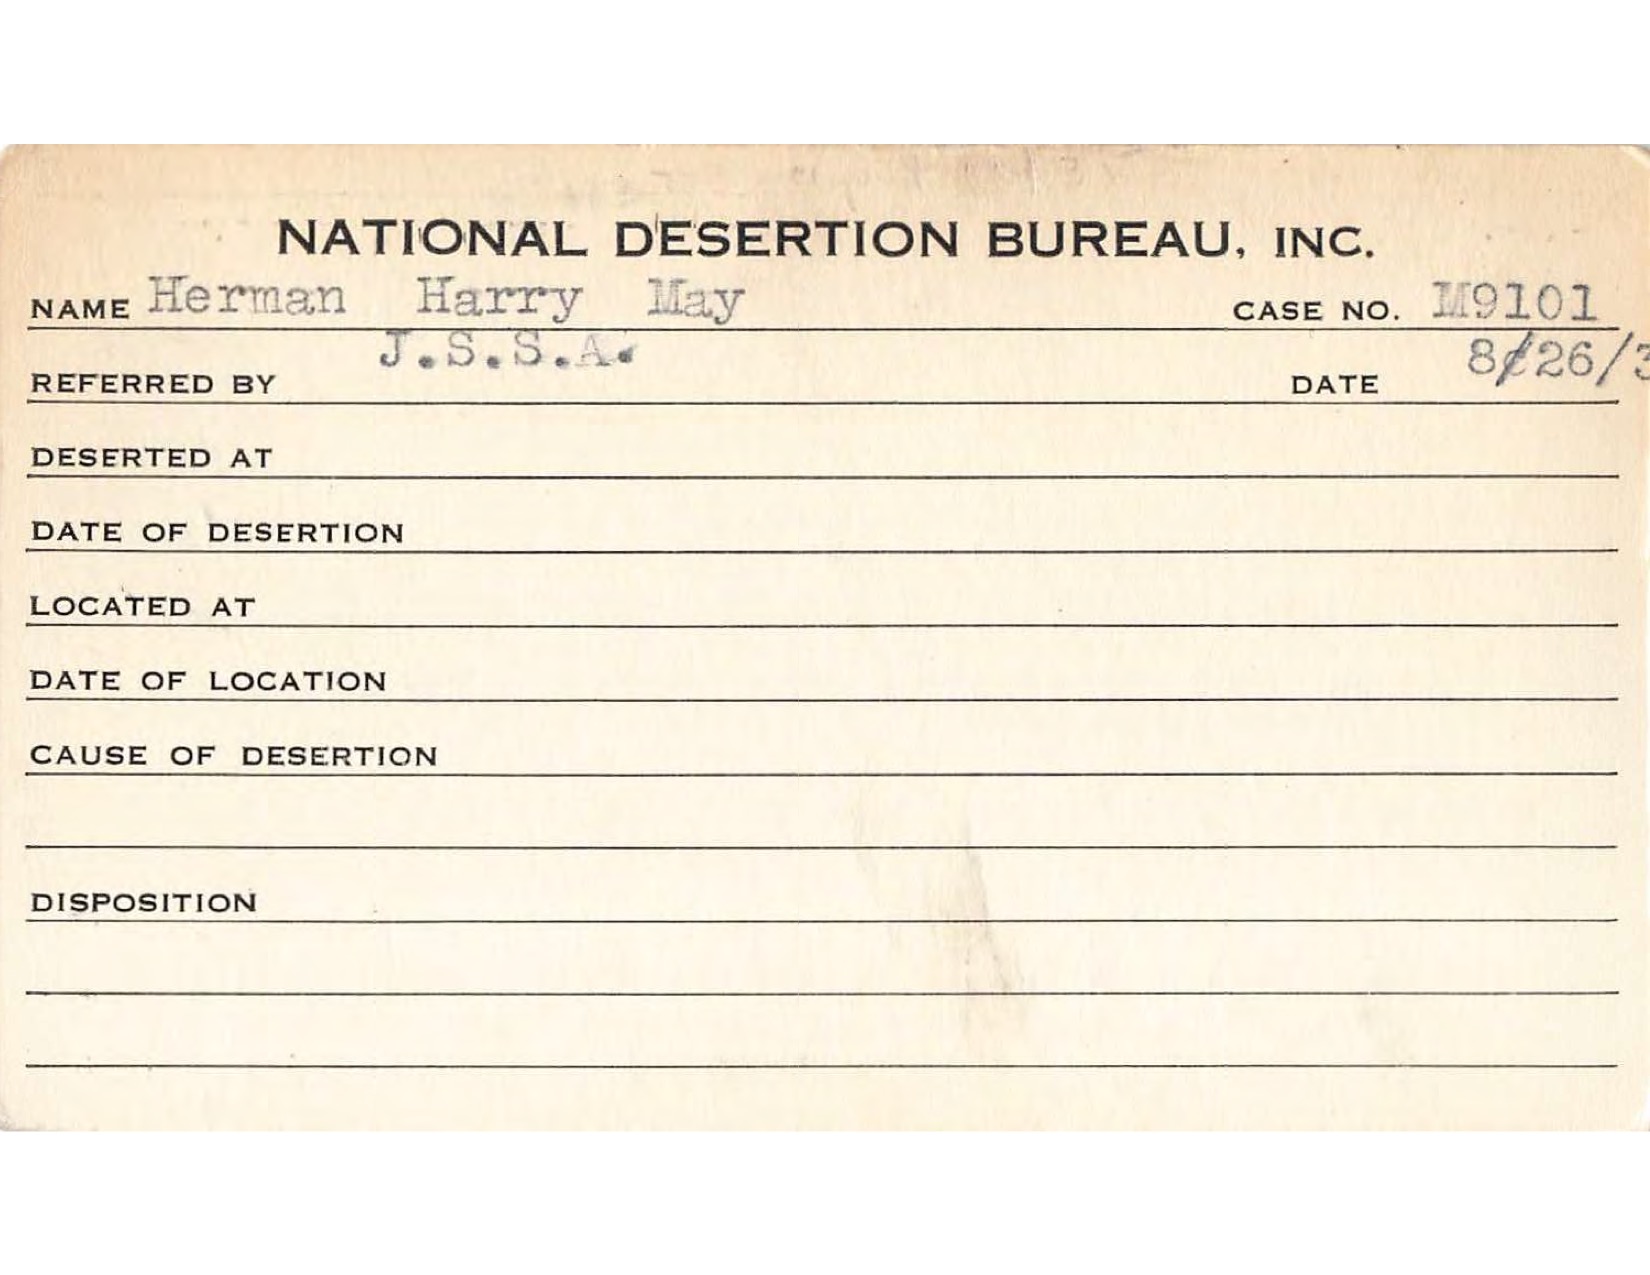 NATIONAL DESERTION BUREAU, INC.
NAME Herman Harry May CASE NO. M9101
REFERRED BY J.S.S.A. DATE 8/26/3
DESERTED AT
DATE OF DESERTION
LOCATED AT
DATE OF LOCATION
CAUSE OF DESERTION
DISPOSITION